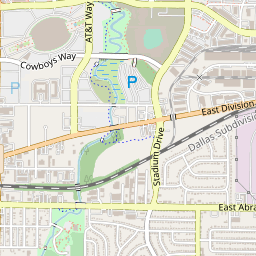 AT&T Way
Cowboys Way
P
P
East Division
Dallas Subdivision
Stadium Drive
East Abra